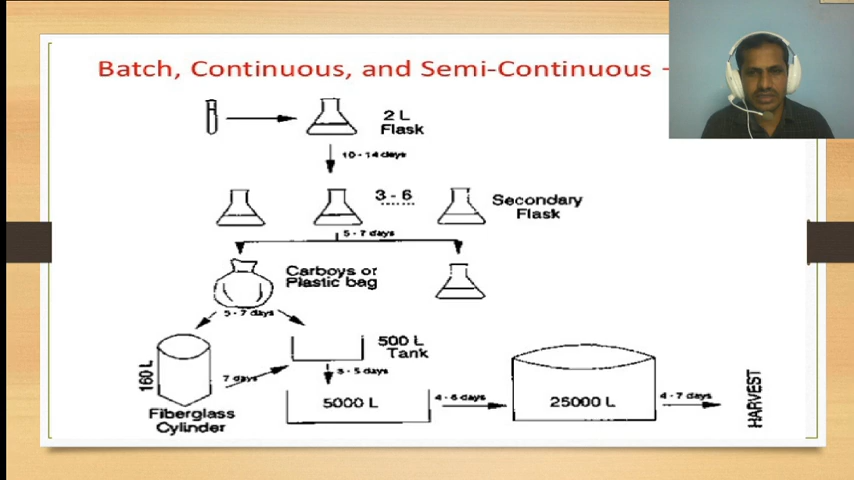 Batch, Continuous, and Semi-Continuous -
2 L
Flask
10 - 14 days
3 - 6
Secondary
Flask
5 - 7 days
Carboys or
Plastic bag
5 - 7 days
500 L
Tank
160 L
7 days
3 - 5 days
Fiberglass
Cylinder
5000 L
4 - 6 days
25000 L
4 - 7 days
HARVEST